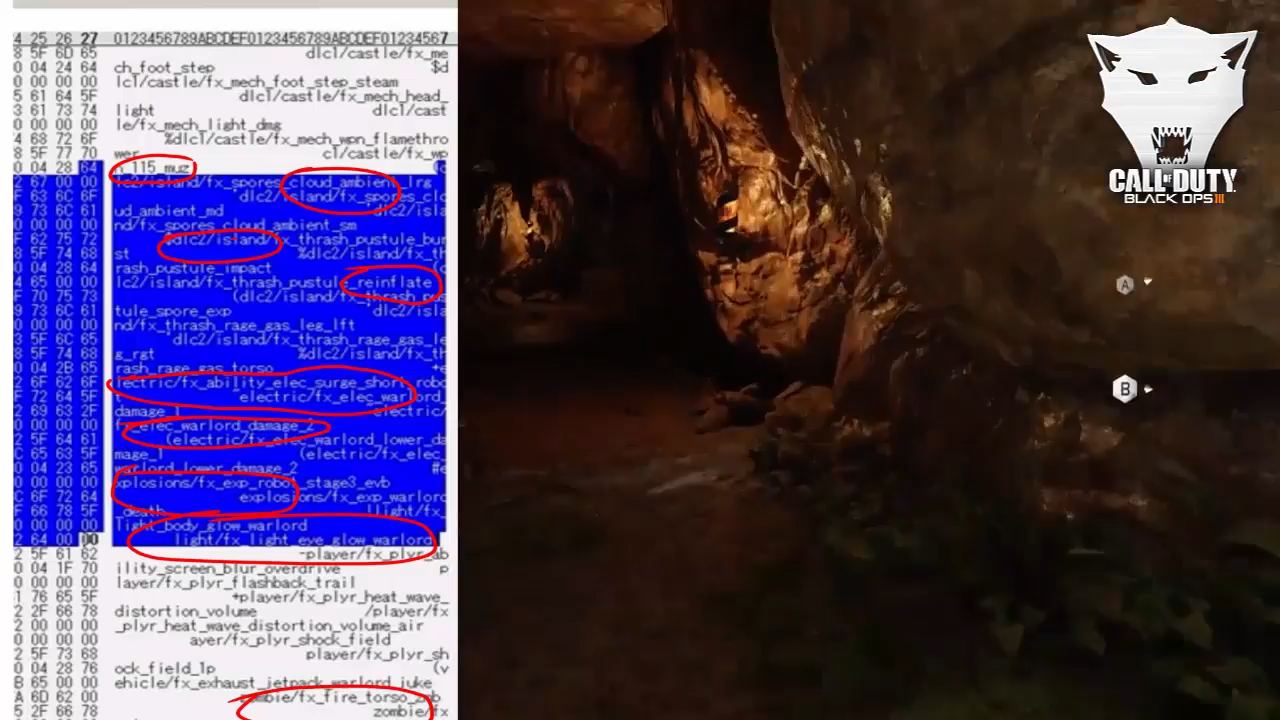 4 25 26 27 0123456789ABCDEF0123456789ABCDEF01234567
8 5F 6D 65 dlc1/castle/fx_me
0 04 24 64 ch_foot_step $d
0 00 00 00 lc1/castle/fx_mech_foot_step_steam
5 61 64 5F dlc1/castle/fx_mech_head_
3 61 73 74 light dlc1/cast
0 00 00 00 le/fx_mech_light_dmg
4 68 72 6F %dlc1/castle/fx_mech_wpn_flamethro
8 5F 77 70 wer c1/castle/fx_wp
0 04 28 64 n_115_muz (d
2 67 00 00 lc2/island/fx_spores_cloud_ambient_lrg
F 63 6C 6F dlc2/island/fx_spores_clo
9 73 6C 61 ud_ambient_md dlc2/isla
0 00 00 00 nd/fx_spores_cloud_ambient_sm
F 62 75 72 %dlc2/island/fx_thrash_pustule_bur
8 5F 74 68 st %dlc2/island/fx_th
0 04 28 64 rash_pustule_impact (d
4 65 00 00 lc2/island/fx_thrash_pustule_reinflate
F 70 75 73 (dlc2/island/fx_thrash_pus
9 73 6C 61 tule_spore_exp dlc2/isla
0 00 00 00 nd/fx_thrash_rage_gas_leg_lft
3 5F 6C 65 dlc2/island/fx_thrash_rage_gas_le
8 5F 74 68 g_rgt %dlc2/island/fx_th
0 04 2B 65 rash_rage_gas_torso +e
2 6F 62 6F lectric/fx_ability_elec_surge_short_robo
F 72 64 5F t electric/fx_elec_warlord_
2 69 63 2F damage_1 electric/
0 00 00 00 fx_elec_warlord_damage_2
2 5F 64 61 (electric/fx_elec_warlord_lower_da
C 65 63 5F mage_1 (electric/fx_elec_
0 04 23 65 warlord_lower_damage_2 #e
0 00 00 00 xplosions/fx_exp_robot_stage3_evb
C 6F 72 64 explosions/fx_exp_warlord
F 66 78 5F _death light/fx_
0 00 00 00 light_body_glow_warlord
2 64 00 00 light/fx_light_eye_glow_warlord
2 5F 61 62 -player/fx_plyr_ab
0 04 1F 70 ility_screen_blur_overdrive p
0 00 00 00 layer/fx_plyr_flashback_trail
1 76 65 5F +player/fx_plyr_heat_wave_
2 2F 66 78 distortion_volume /player/fx
2 00 00 00 _plyr_heat_wave_distortion_volume_air
0 00 00 00 ayer/fx_plyr_shock_field
2 5F 73 68 player/fx_plyr_sh
0 04 28 76 ock_field_1p (v
B 65 00 00 ehicle/fx_exhaust_jetpack_warlord_juke
A 6D 62 00 zombie/fx_fire_torso_zmb
5 2F 66 78 zombie/fx
CALL OF DUTY
BLACK OPS III
A
B